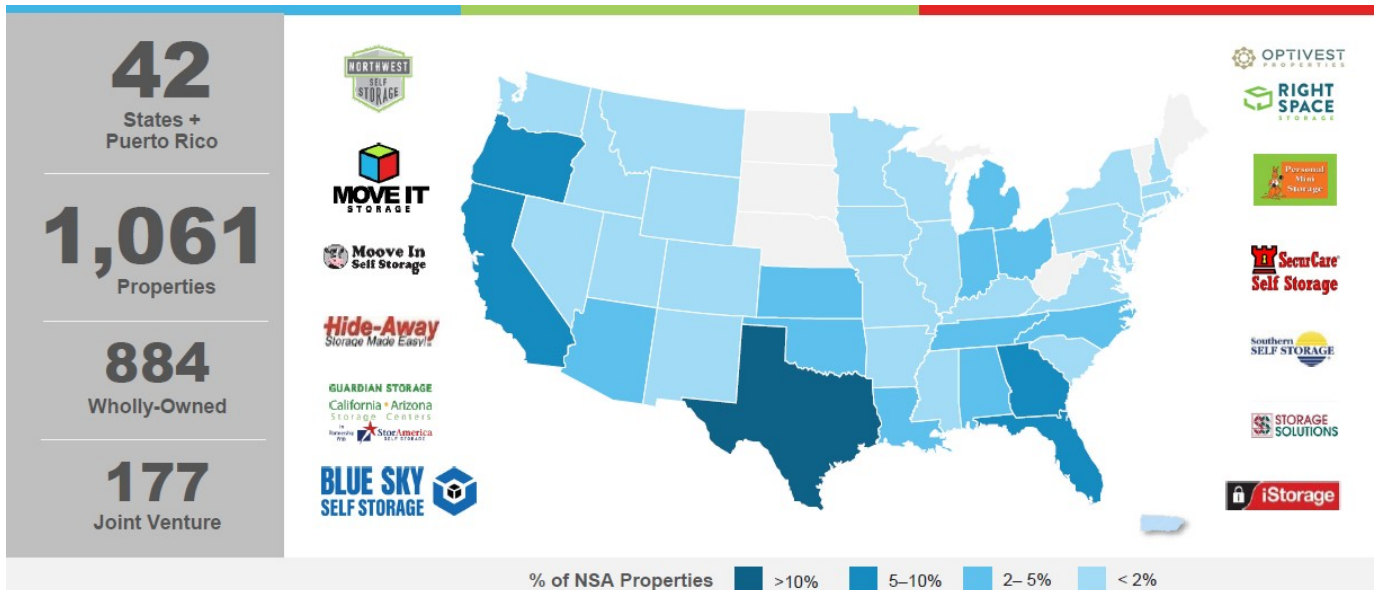 42
States +
Puerto Rico
1,061
Properties
884
Wholly-Owned
177
Joint Venture
NORTHWEST
SELF
STORAGE
MOVE IT
STORAGE
Moove In
Self Storage
Hide-Away
Storage Made Easy!
GUARDIAN STORAGE
California • Arizona
Storage Centers
In
Partnership
With
StorAmerica
SELF STORAGE
BLUE SKY
SELF STORAGE
OPTIVEST
PROPERTIES
RIGHT
SPACE
STORAGE
Personal
Mini
Storage
SecurCare
Self Storage
Southern
SELF STORAGE
STORAGE
SOLUTIONS
iStorage
% of NSA Properties >10% 5–10% 2– 5% < 2%